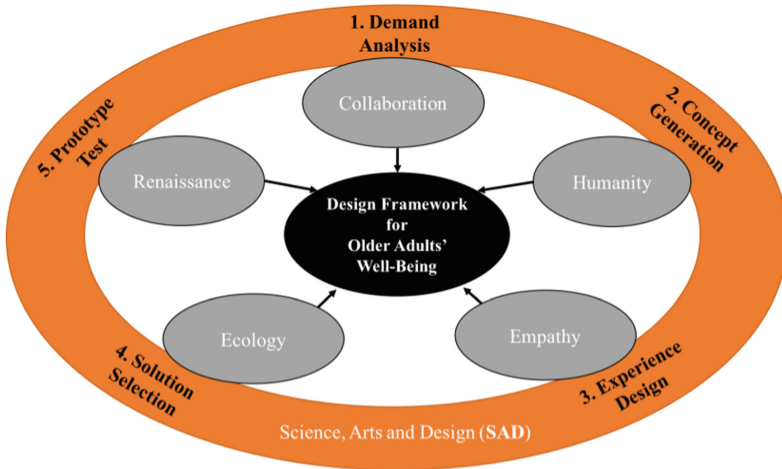 1. Demand
Analysis
Collaboration
2. Concept
Generation
5. Prototype
Test
Renaissance
Humanity
Design Framework
for
Older Adults'
Well-Being
Ecology
Empathy
4. Solution
Selection
3. Experience
Design
Science, Arts and Design (SAD)